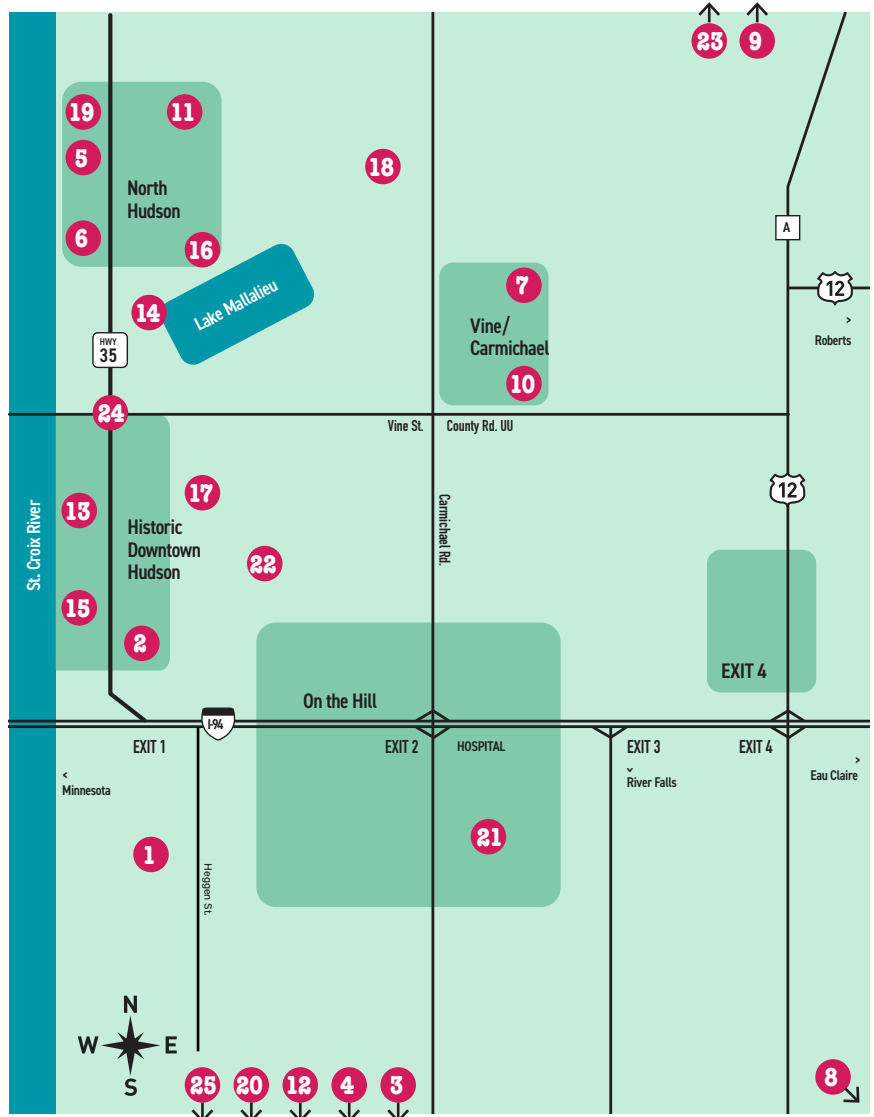 23
9
19
11
5
18
North
Hudson
A
6
16
7
12
Lake Mallalieu
14
Vine/
Carmichael
Roberts
HWY
35
10
24
Vine St.
County Rd. UU
12
17
13
Carmichael Rd.
Historic
Downtown
Hudson
St. Croix River
22
15
2
EXIT 4
On the Hill
I-94
EXIT 1
EXIT 2
HOSPITAL
EXIT 3
EXIT 4
Minnesota
River Falls
Eau Claire
21
1
Heggen St.
N
W
E
S
25
20
12
4
3
8